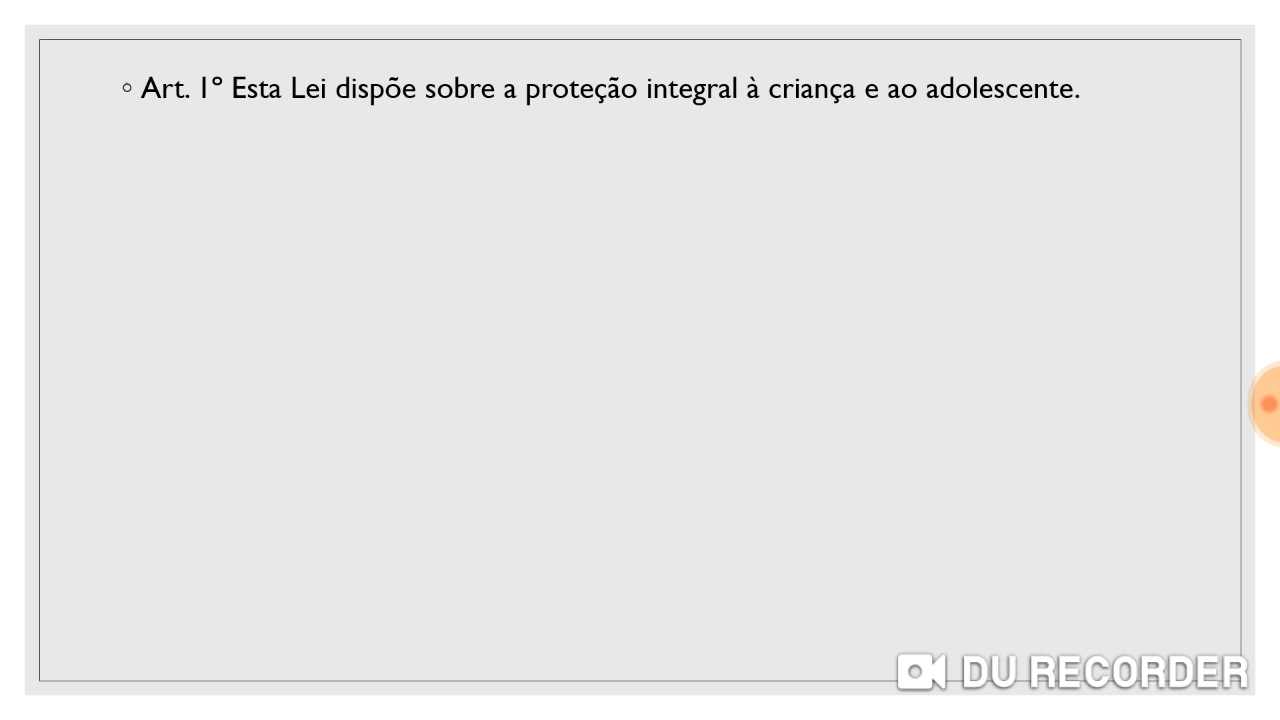 ◦ Art. 1º Esta Lei dispõe sobre a proteção integral à criança e ao adolescente.
DU RECORDER